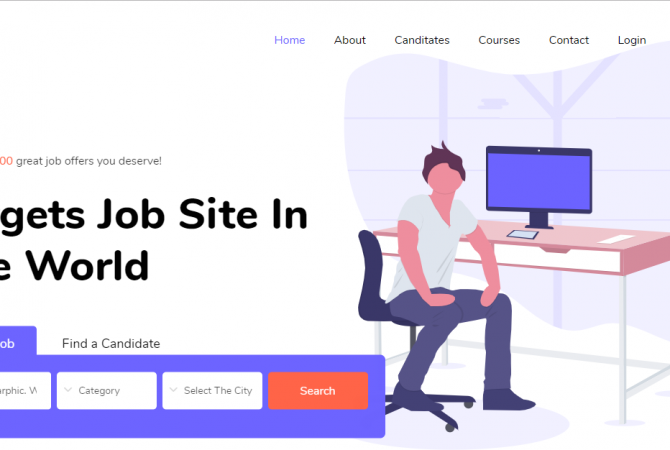 Home About Canditates Courses Contact Login
00 great job offers you deserve!
gets Job Site In
e World
ob Find a Candidate
arphic. W Category Select The City Search